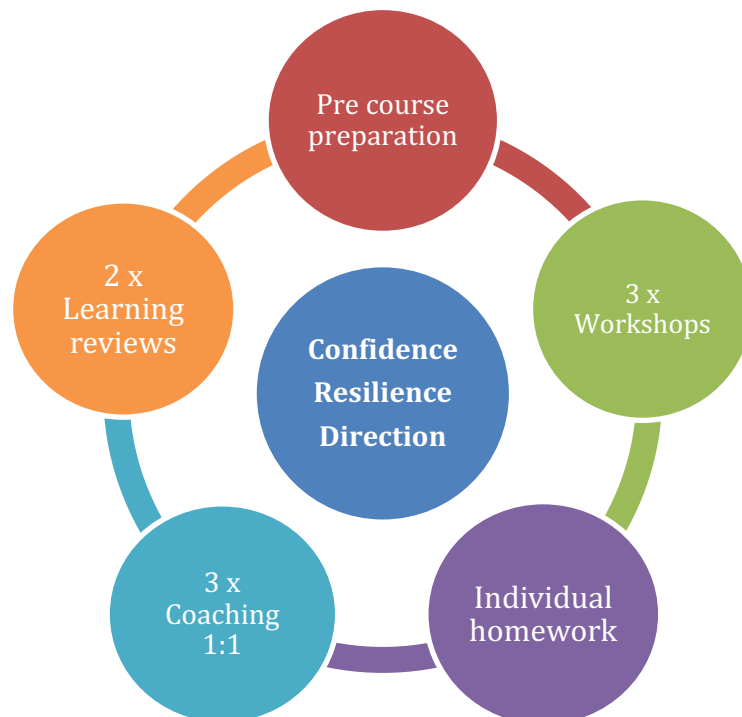 Pre course
preparation
3 x
Workshops
Individual
homework
3 x
Coaching
1:1
2 x
Learning
reviews
Confidence
Resilience
Direction